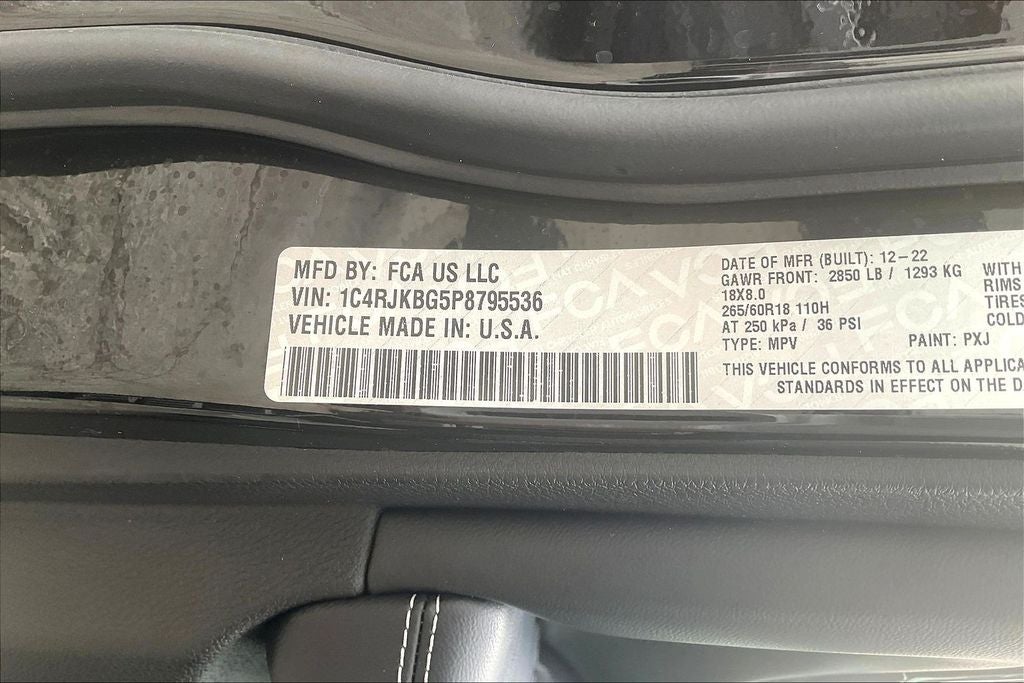 MFD BY: FCA US LLC
VIN: 1C4RJKBG5P8795536
VEHICLE MADE IN: U.S.A.
DATE OF MFR (BUILT): 12-22
GAWR FRONT: 2850 LB / 1293 KG WITH
18X8.0 RIMS
265/60R18 110H TIRES
AT 250 kPa / 36 PSI COLD
TYPE: MPV PAINT: PXJ
THIS VEHICLE CONFORMS TO ALL APPLICA
STANDARDS IN EFFECT ON THE D